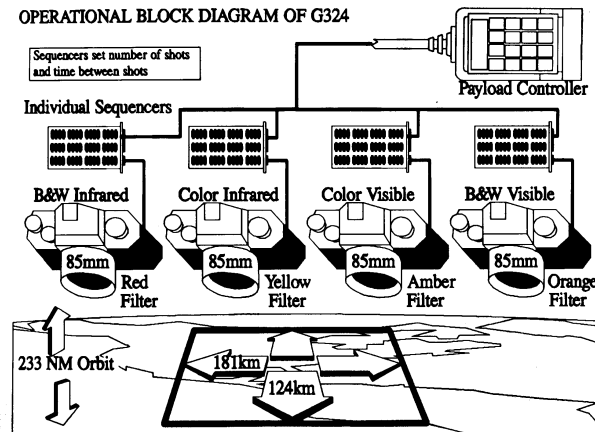 OPERATIONAL BLOCK DIAGRAM OF G324
Sequencers set number of shots
and time between shots
Payload Controller
Individual Sequencers
B&W Infrared
Color Infrared
Color Visible
B&W Visible
85mm
85mm
85mm
85mm
Red
Filter
Yellow
Filter
Amber
Filter
Orange
Filter
233 NM Orbit
181km
124km